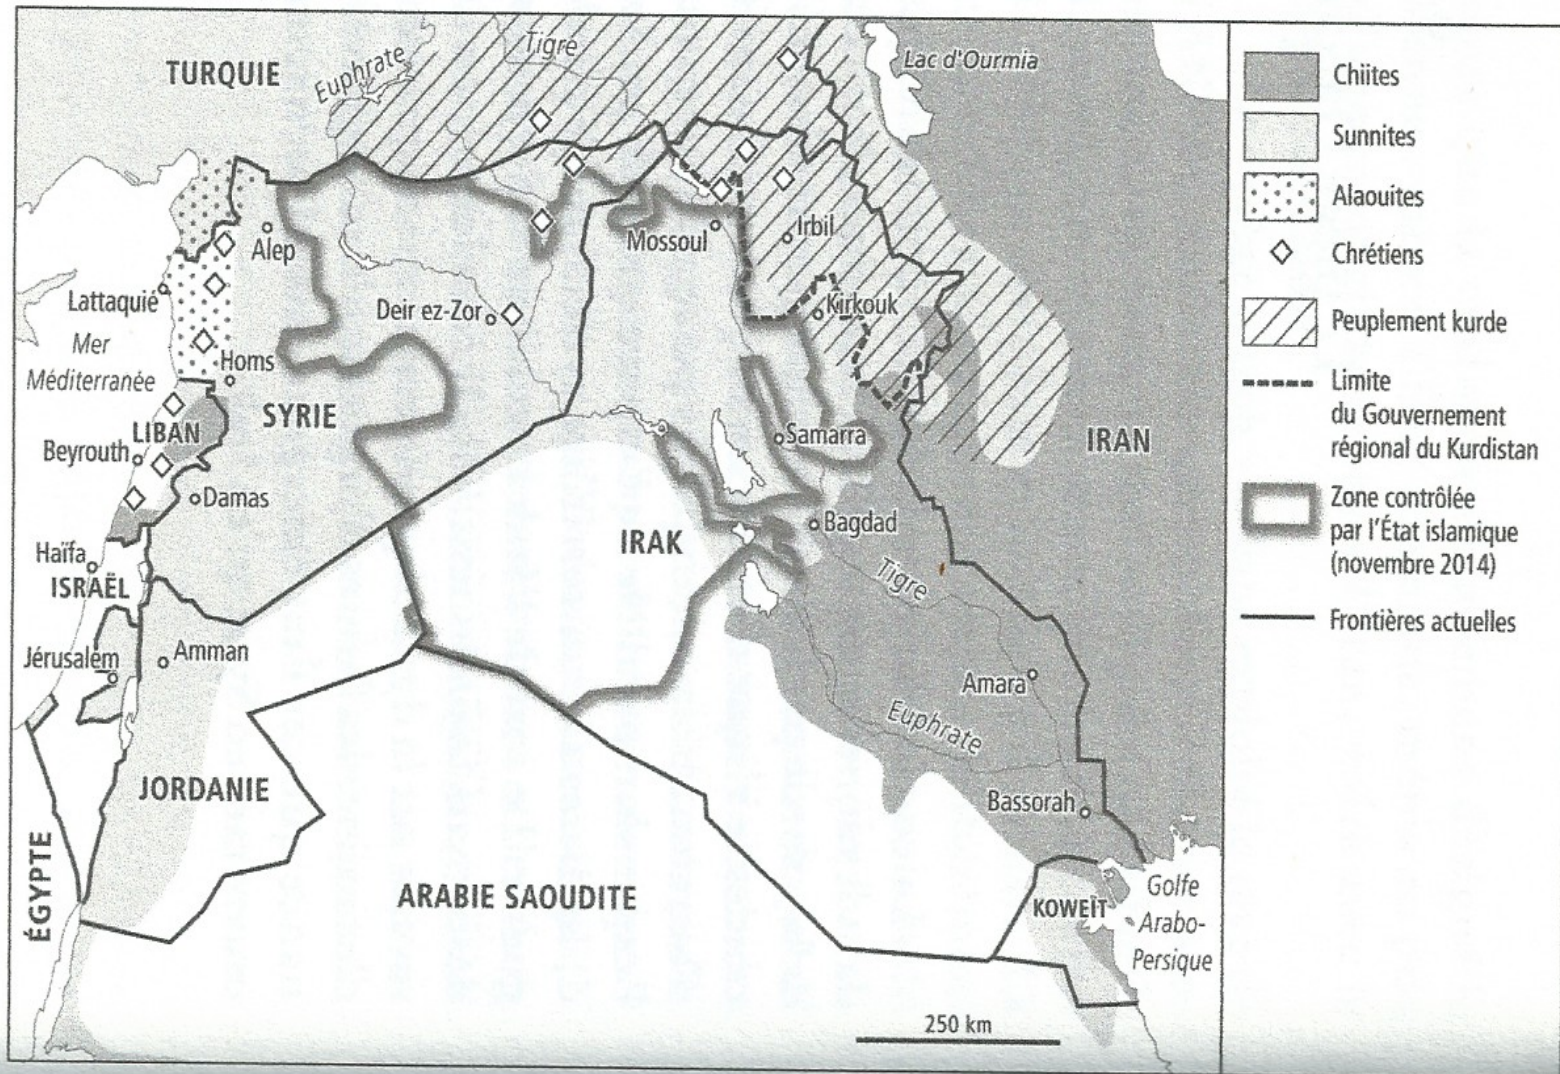 TURQUIE
Euphrate
Tigre
Lac d'Ourmia
Alep
Mossoul
Irbil
Lattaquié
Deir ez-Zor
Kirkouk
Mer
Méditerranée
Homs
SYRIE
LIBAN
Beyrouth
Samarra
IRAN
Damas
IRAK
Bagdad
Haïfa
ISRAËL
Tigre
Jérusalem
Amman
Amara
Euphrate
JORDANIE
Bassorah
ÉGYPTE
ARABIE SAOUDITE
KOWEÏT
Golfe
Arabo-
Persique
250 km
Chiites
Sunnites
Alaouites
Chrétiens
Peuplement kurde
Limite
du Gouvernement
régional du Kurdistan
Zone contrôlée
par l'État islamique
(novembre 2014)
Frontières actuelles